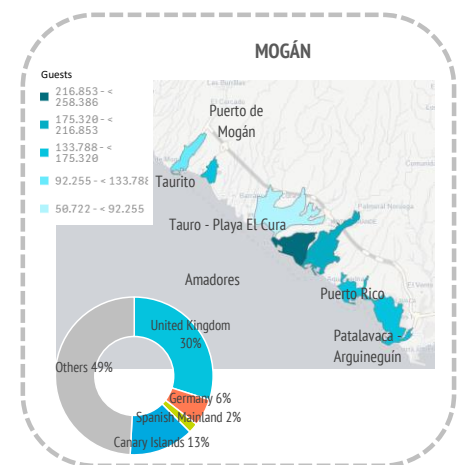 MOGÁN
Guests
216.853 - <
258.386
175.320 - <
216.853
133.788 - <
175.320
92.255 - < 133.788
50.722 - < 92.255
Puerto de
Mogán
Taurito
Tauro - Playa El Cura
Amadores
Puerto Rico
Patalavaca -
Arguineguín
United Kingdom
30%
Others 49%
Germany 6%
Spanish Mainland 2%
Canary Islands 13%